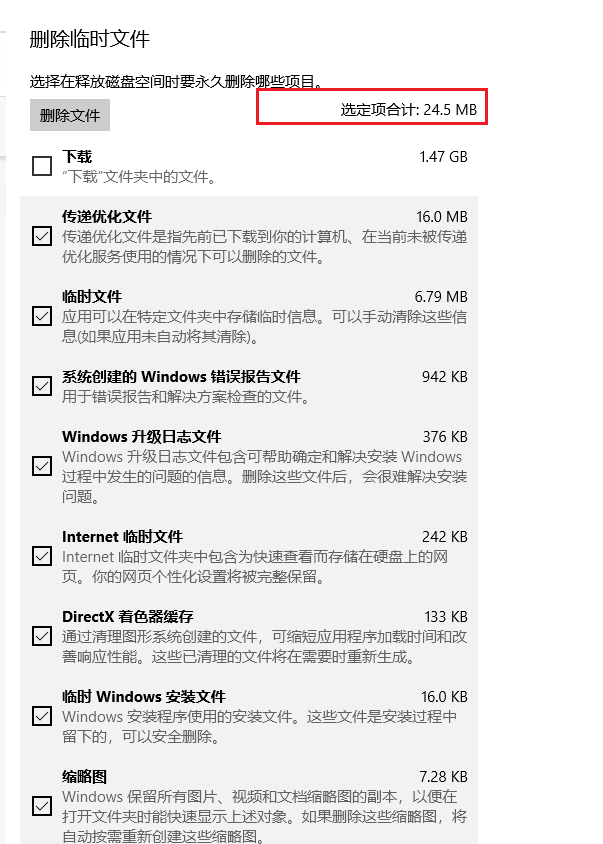 删除临时文件
选择在释放磁盘空间时要永久删除哪些项目。
删除文件
选定项合计: 24.5 MB
下载
1.47 GB
“下载”文件夹中的文件。
传递优化文件
16.0 MB
传递优化文件是指先前已下载到你的计算机、在当前未被传递
优化服务使用的情况下可以删除的文件。
临时文件
6.79 MB
应用可以在特定文件夹中存储临时信息。可以手动清除这些信
息(如果应用未自动将其清除)。
系统创建的 Windows 错误报告文件
942 KB
用于错误报告和解决方案检查的文件。
Windows 升级日志文件
376 KB
Windows 升级日志文件包含可帮助确定和解决安装 Windows
过程中发生的问题的信息。删除这些文件后，会很难解决安装
问题。
Internet 临时文件
242 KB
Internet 临时文件夹中包含为快速查看而存储在硬盘上的网
页。你的网页个性化设置将被完整保留。
DirectX 着色器缓存
133 KB
通过清理图形系统创建的文件，可缩短应用程序加载时间和改
善响应性能。这些已清理的文件将在需要时重新生成。
临时 Windows 安装文件
16.0 KB
Windows 安装程序使用的安装文件。这些文件是安装过程中
留下的，可以安全删除。
缩略图
7.28 KB
Windows 保留所有图片、视频和文档缩略图的副本，以便在
打开文件夹时能快速显示上述对象。如果删除这些缩略图，将
自动按需重新创建这些缩略图。